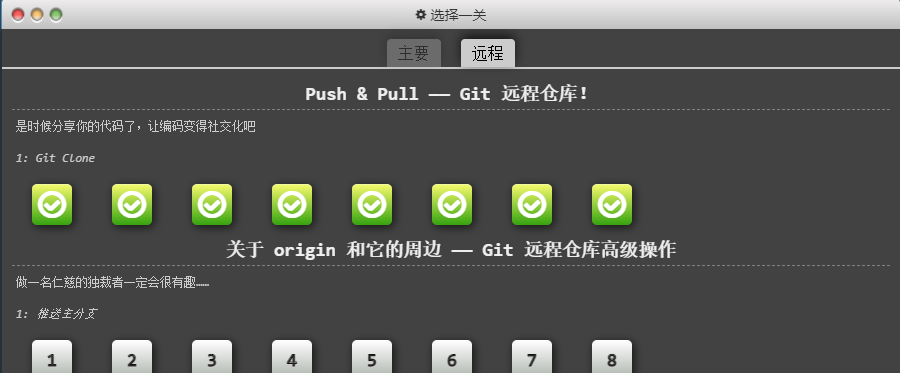 选择一关
主要 远程
Push & Pull —— Git 远程仓库!
是时候分享你的代码了，让编码变得社交化吧
1: Git Clone
关于 origin 和它的周边 —— Git 远程仓库高级操作
做一名仁慈的独裁者一定会很有趣……
1: 推送主分支
1 2 3 4 5 6 7 8